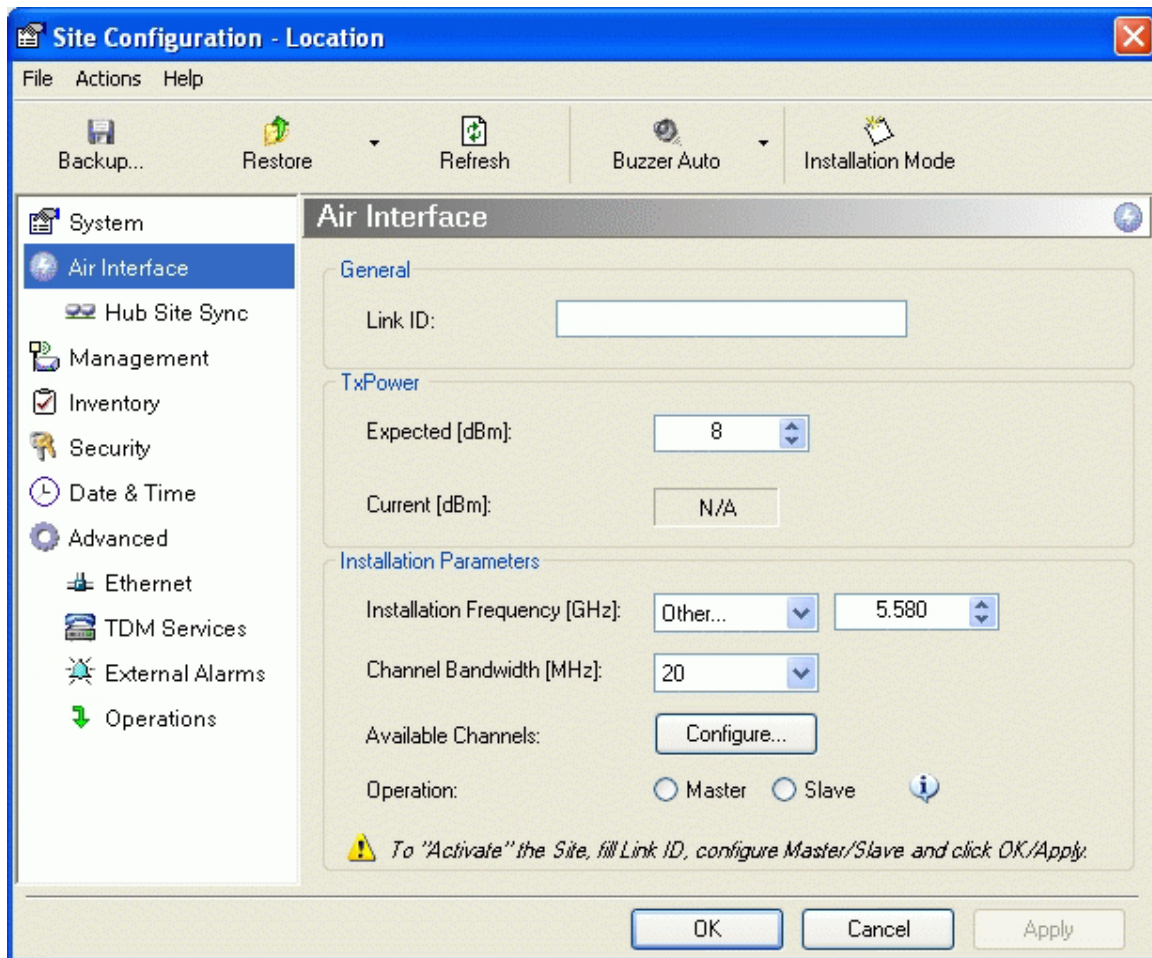 Site Configuration - Location
File Actions Help
Backup... Restore Refresh Buzzer Auto Installation Mode
System
Air Interface
Hub Site Sync
Management
Inventory
Security
Date & Time
Advanced
Ethernet
TDM Services
External Alarms
Operations
Air Interface
General
Link ID:
TxPower
Expected [dBm]: 8
Current [dBm]: N/A
Installation Parameters
Installation Frequency [GHz]: Other... 5.580
Channel Bandwidth [MHz]: 20
Available Channels: Configure...
Operation: Master Slave
To "Activate" the Site, fill Link ID, configure Master/Slave and click OK/Apply.
OK Cancel Apply